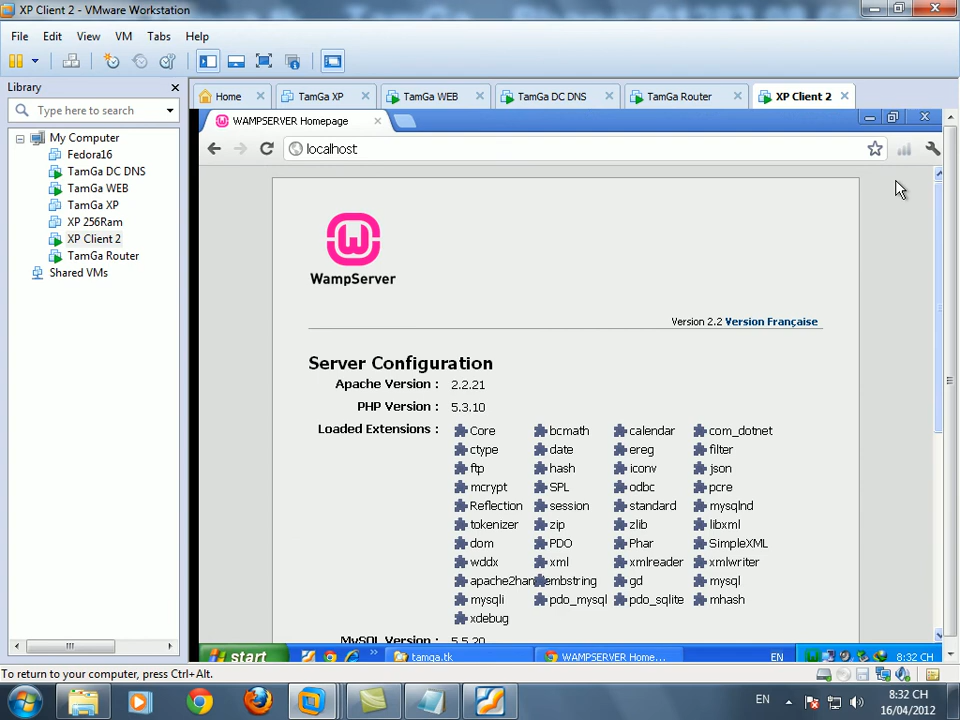 XP Client 2 - VMware Workstation
File Edit View VM Tabs Help
Library
Type here to search
My Computer
Fedora16
TamGa DC DNS
TamGa WEB
TamGa XP
XP 256Ram
XP Client 2
TamGa Router
Shared VMs
Home TamGa XP TamGa WEB TamGa DC DNS TamGa Router XP Client 2
WAMPSERVER Homepage
localhost
WampServer
Version 2.2 Version Française
Server Configuration
Apache Version : 2.2.21
PHP Version : 5.3.10
Loaded Extensions :
Core bcmath calendar com_dotnet
ctype date ereg filter
ftp hash iconv json
mcrypt SPL odbc pcre
Reflection session standard mysqlnd
tokenizer zip zlib libxml
dom PDO Phar SimpleXML
wddx xml xmlreader xmlwriter
apache2han mbstring gd mysql
mysqli pdo_mysql pdo_sqlite mhash
xdebug
MySQL Version : 5.5.20
start tamga.tk WAMPSERVER Home... EN 8:32 CH
To return to your computer, press Ctrl+Alt.
EN 8:32 CH
16/04/2012